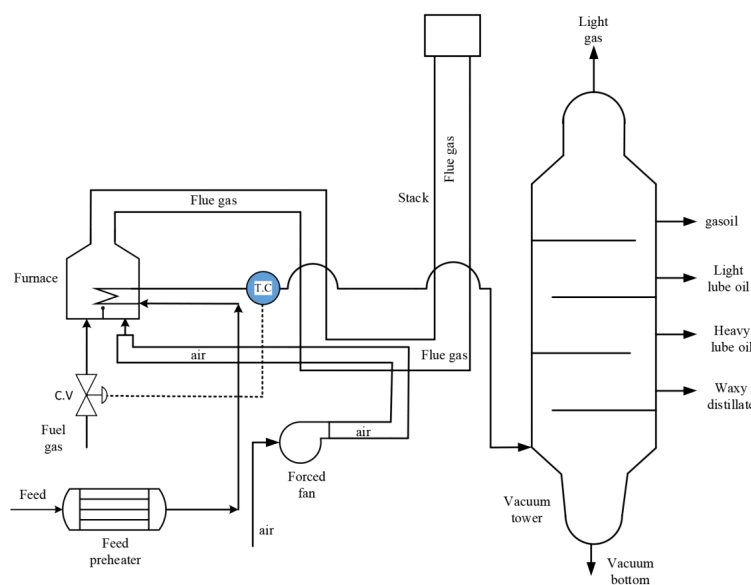 Light
gas
Flue gas
Stack
Flue gas
gasoil
Furnace
T.C
Light
lube oil
air
Flue gas
Heavy
lube oil
C.V
Fuel
gas
Waxy
distillate
air
Forced
fan
Feed
air
Feed
preheater
Vacuum
tower
Vacuum
bottom